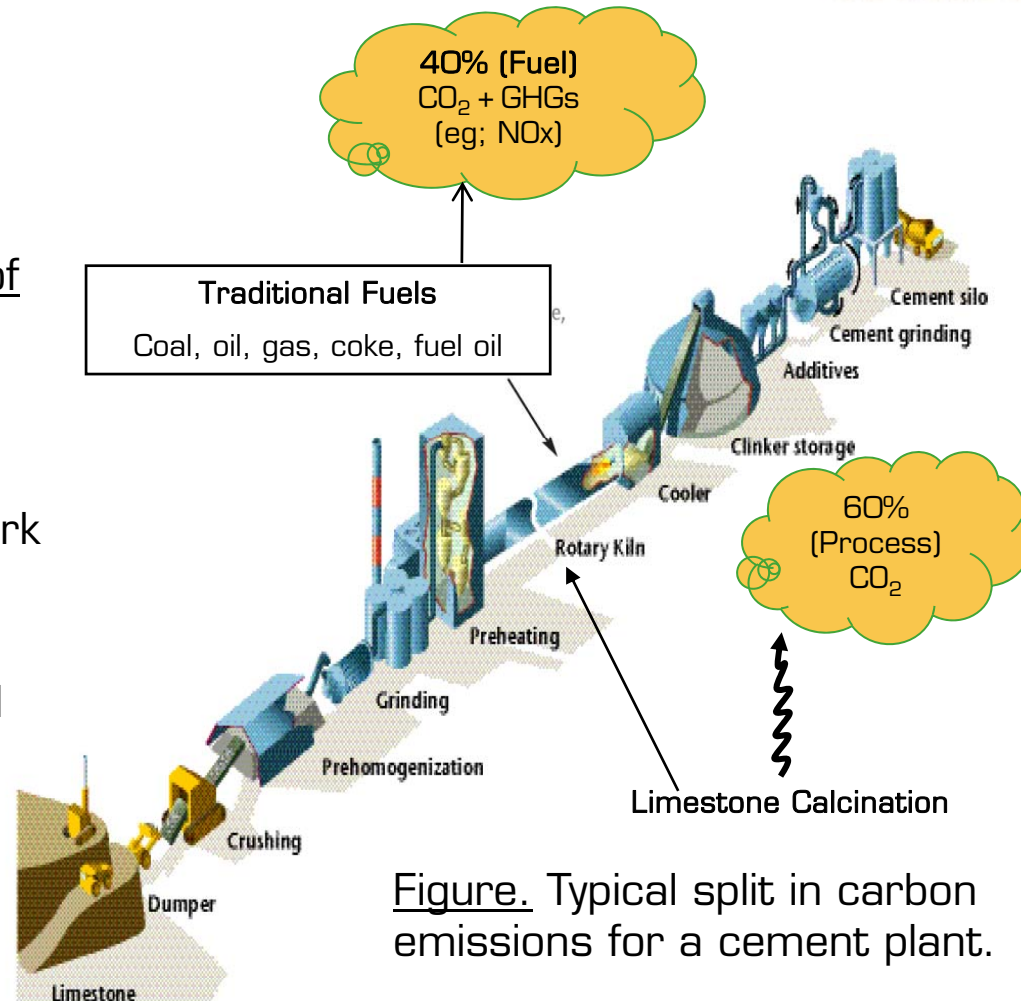 40% (Fuel)
CO₂ + GHGs
(eg; NOx)
of
Traditional Fuels
e,
Coal, oil, gas, coke, fuel oil
Cement silo
Cement grinding
Additives
Clinker storage
Cooler
60%
(Process)
CO₂
rk
Rotary Kiln
Preheating
Grinding
Prehomogenization
Limestone Calcination
Crushing
Figure. Typical split in carbon
emissions for a cement plant.
Dumper
Limestone